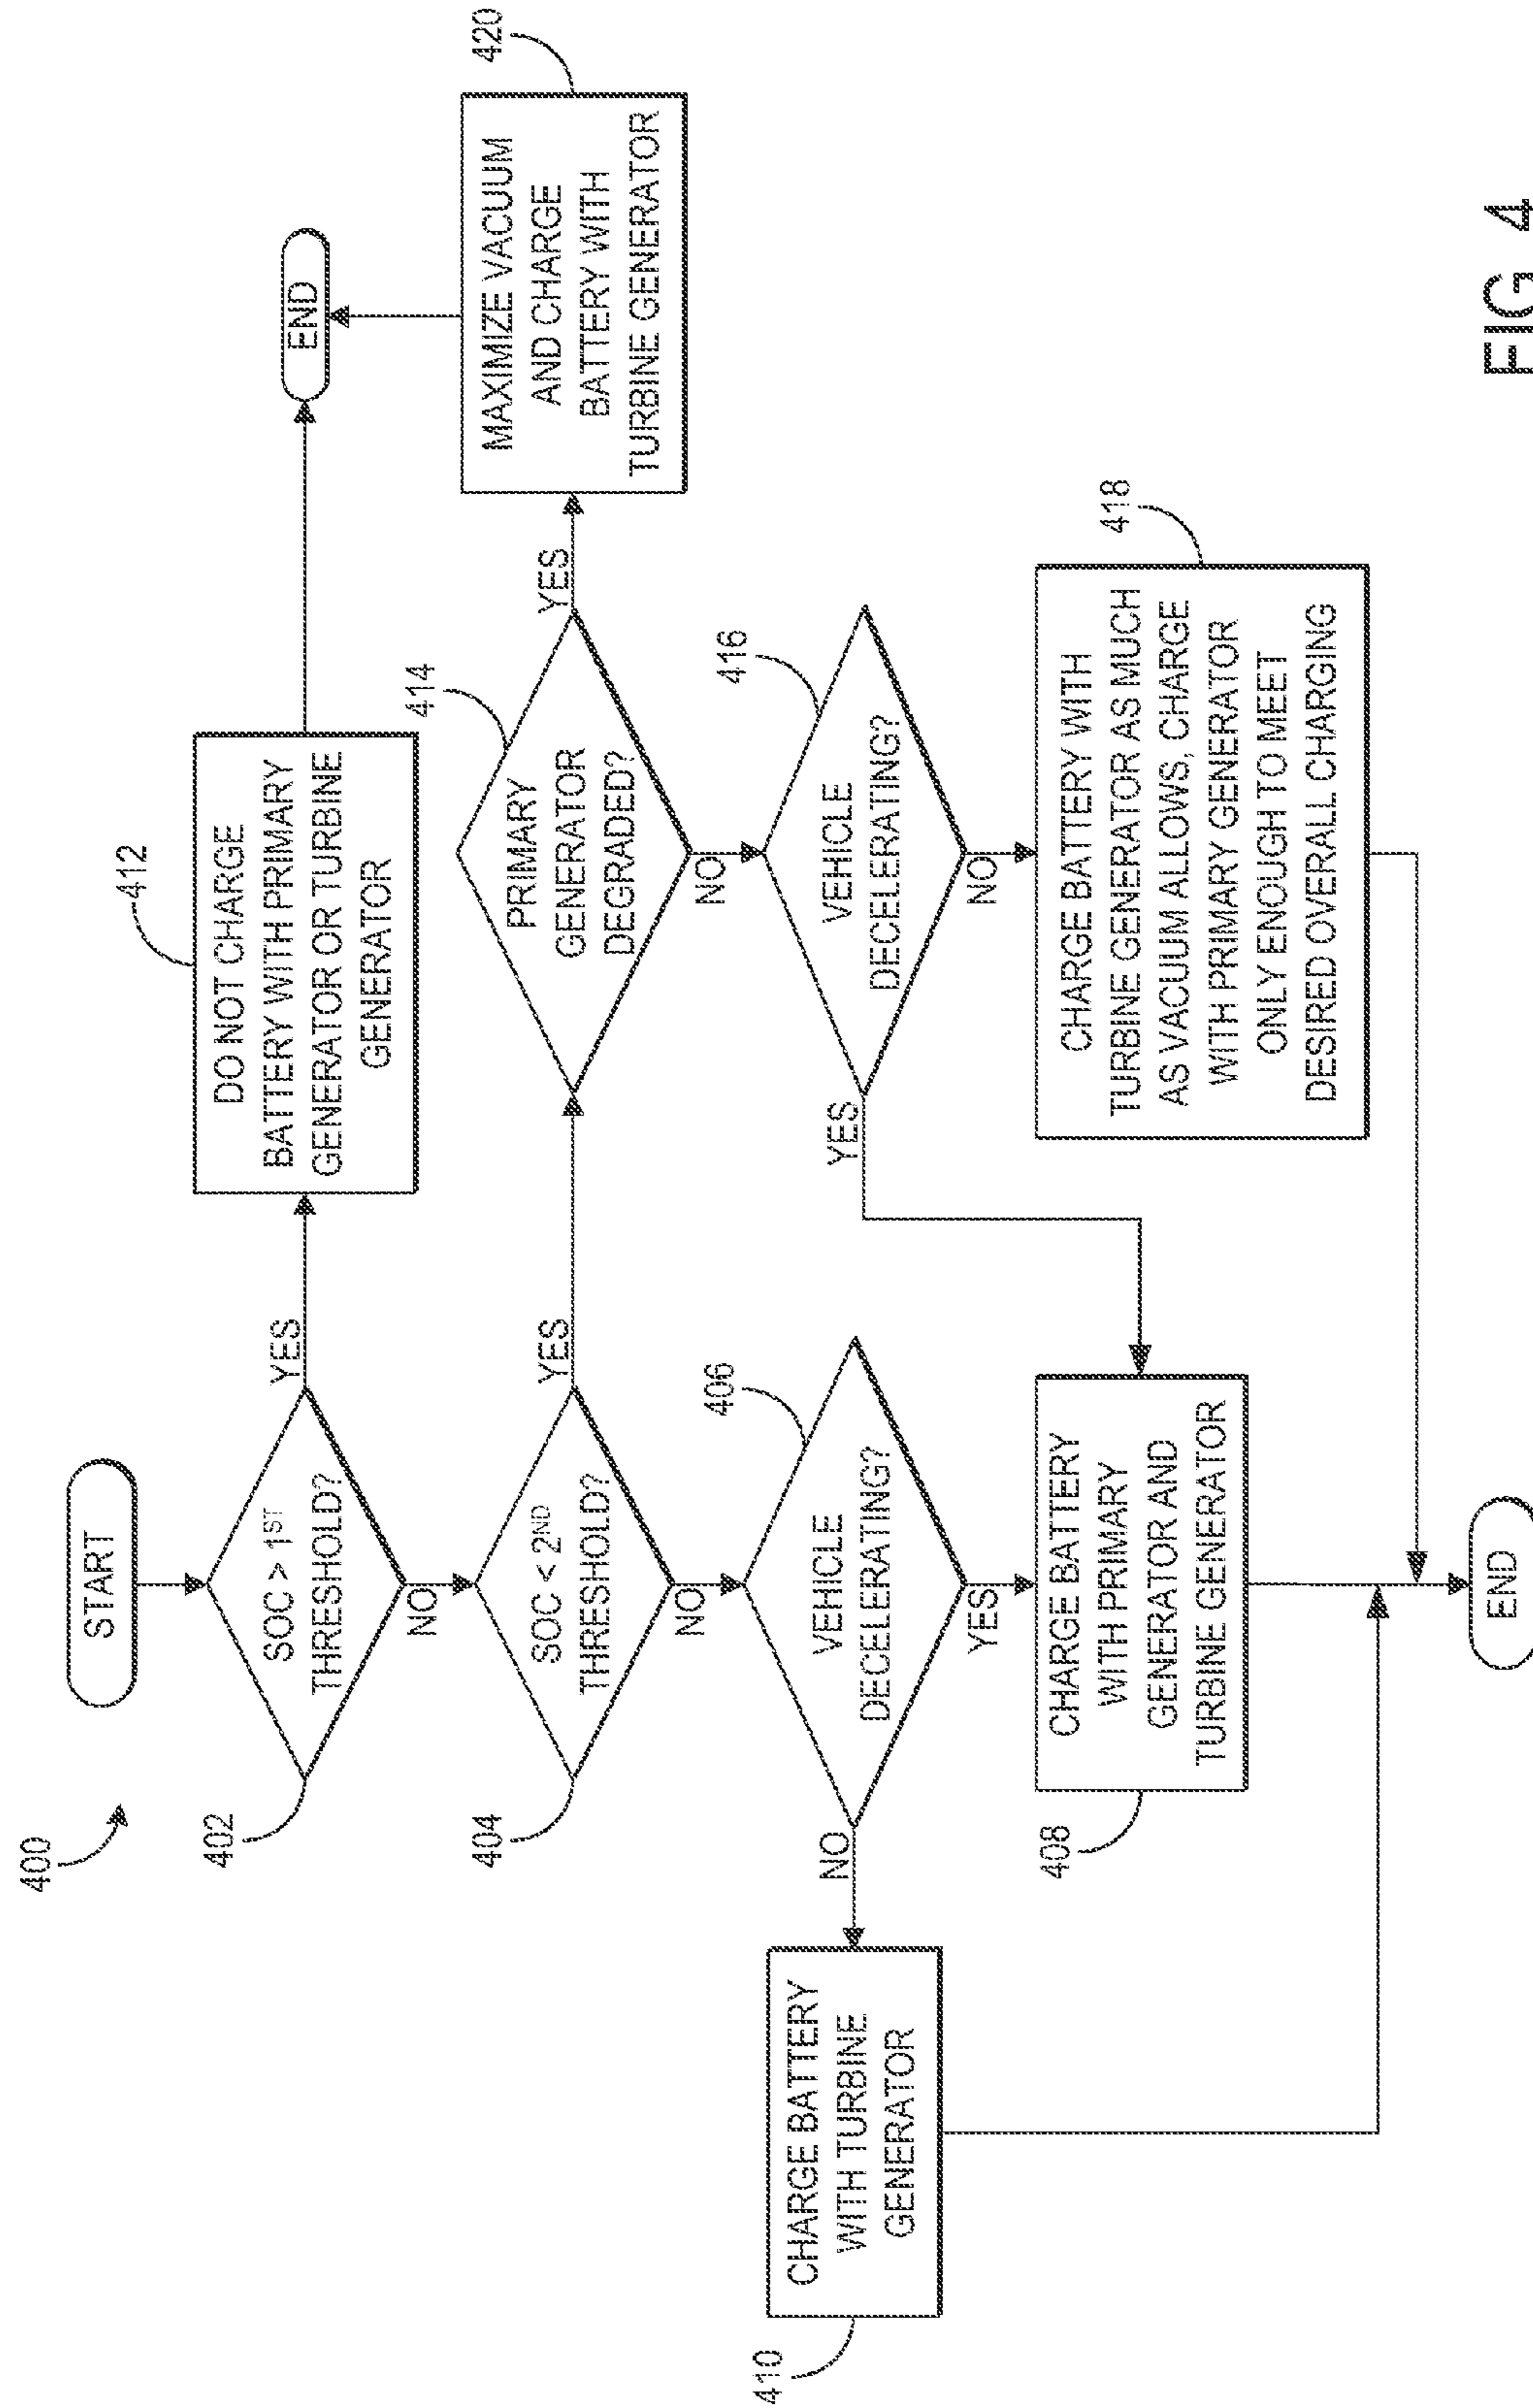 400
START
402
SOC > 1ST
THRESHOLD?
YES
NO
412
DO NOT CHARGE
BATTERY WITH PRIMARY
GENERATOR OR TURBINE
GENERATOR
END
404
SOC < 2ND
THRESHOLD?
YES
NO
414
PRIMARY
GENERATOR
DEGRADED?
YES
NO
420
MAXIMIZE VACUUM
AND CHARGE
BATTERY WITH
TURBINE GENERATOR
406
VEHICLE
DECELERATING?
NO
YES
416
VEHICLE
DECELERATING?
YES
NO
410
CHARGE BATTERY
WITH TURBINE
GENERATOR
408
CHARGE BATTERY
WITH PRIMARY
GENERATOR AND
TURBINE GENERATOR
418
CHARGE BATTERY WITH
TURBINE GENERATOR AS MUCH
AS VACUUM ALLOWS, CHARGE
WITH PRIMARY GENERATOR
ONLY ENOUGH TO MEET
DESIRED OVERALL CHARGING
END
FIG. 4